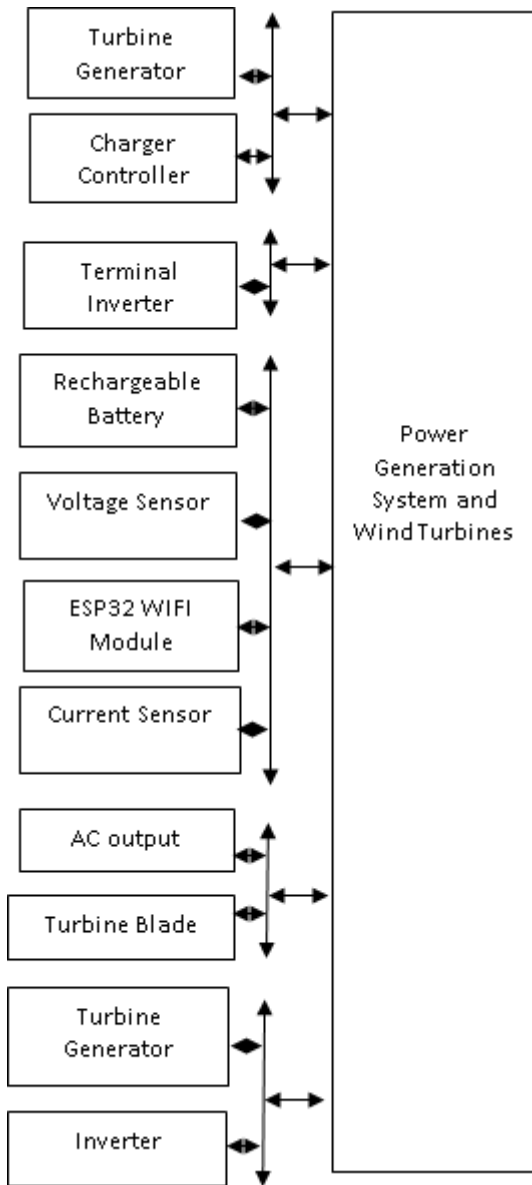 Turbine
Generator
Charger
Controller
Terminal
Inverter
Rechargeable
Battery
Voltage Sensor
ESP32 WIFI
Module
Current Sensor
AC output
Turbine Blade
Turbine
Generator
Inverter
Power
Generation
System and
Wind Turbines